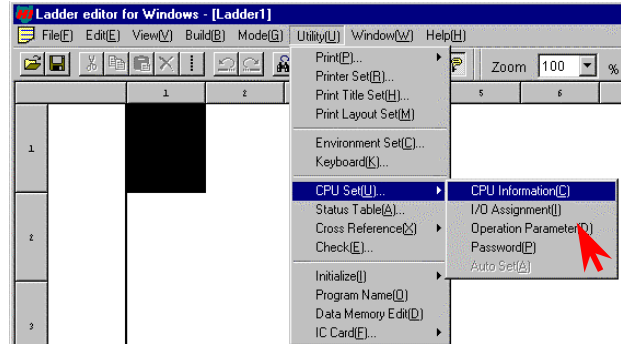 Ladder editor for Windows - [Ladder1]
File(F) Edit(E) View(V) Build(B) Mode(G) Utility(U) Window(W) Help(H)
Zoom 100 %
1 2 5 6
1
2
3
Print(P)...
Printer Set(R)...
Print Title Set(H)...
Print Layout Set(M)
Environment Set(C)...
Keyboard(K)...
CPU Set(U)...
Status Table(A)...
Cross Reference(X)
Check(E)...
Initialize(I)
Program Name(O)
Data Memory Edit(D)
IC Card(F)...
CPU Information(C)
I/O Assignment(I)
Operation Parameter(D)
Password(P)
Auto Set(A)